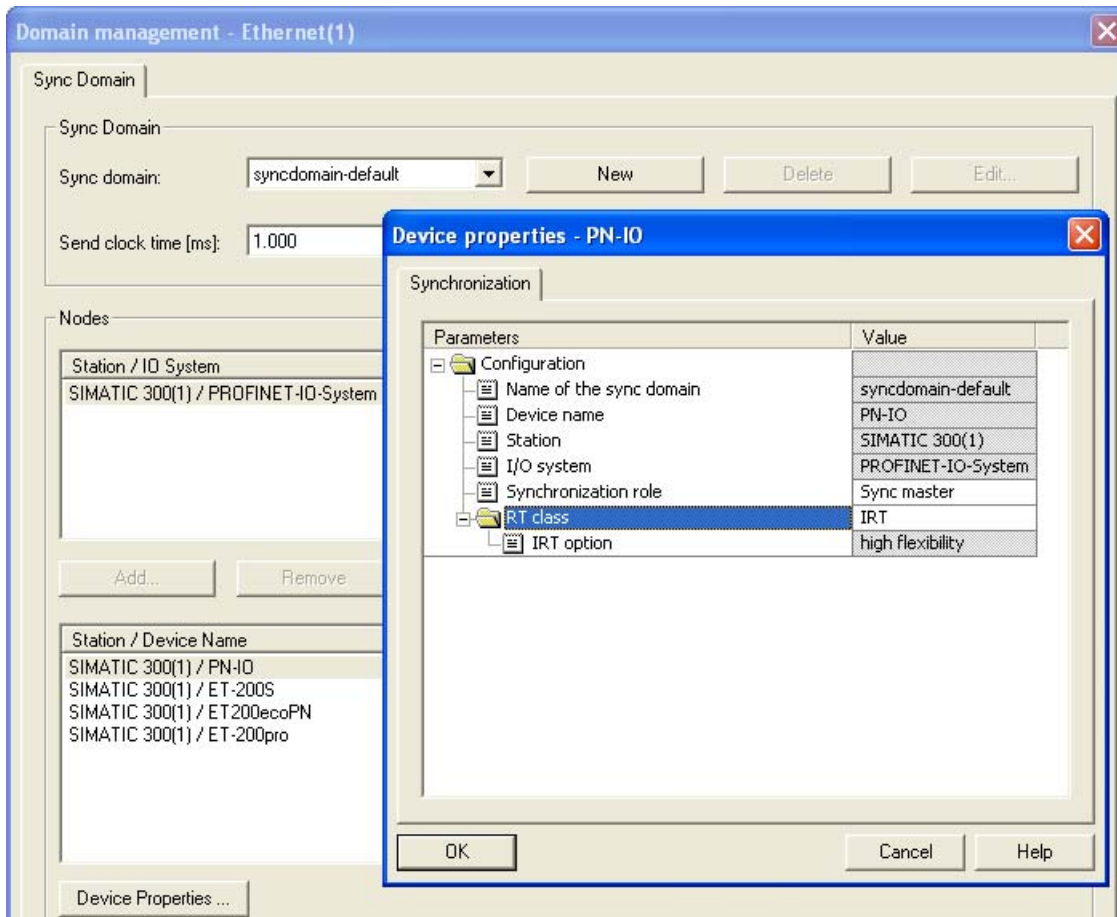 Domain management - Ethernet(1)
Sync Domain
Sync Domain
Sync domain:
syncdomain-default
New
Delete
Edit...
Send clock time [ms]:
1.000
Nodes
Station / IO System
SIMATIC 300(1) / PROFINET-IO-System
Add...
Remove
Station / Device Name
SIMATIC 300(1) / PN-IO
SIMATIC 300(1) / ET-200S
SIMATIC 300(1) / ET200ecoPN
SIMATIC 300(1) / ET-200pro
Device Properties ...
Device properties - PN-IO
Synchronization
Parameters Value
Configuration
Name of the sync domain syncdomain-default
Device name PN-IO
Station SIMATIC 300(1)
I/O system PROFINET-IO-System
Synchronization role Sync master
RT class IRT
IRT option high flexibility
OK
Cancel
Help